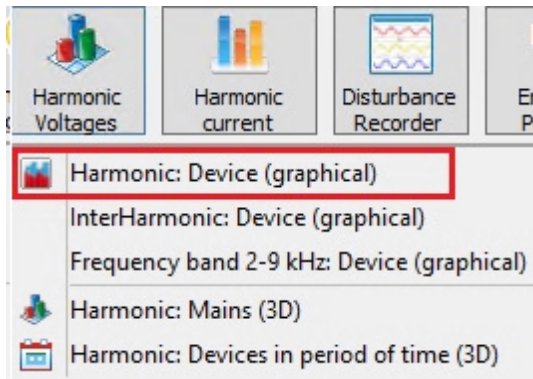 Harmonic Voltages
Harmonic current
Disturbance Recorder
Harmonic: Device (graphical)
InterHarmonic: Device (graphical)
Frequency band 2-9 kHz: Device (graphical)
Harmonic: Mains (3D)
Harmonic: Devices in period of time (3D)